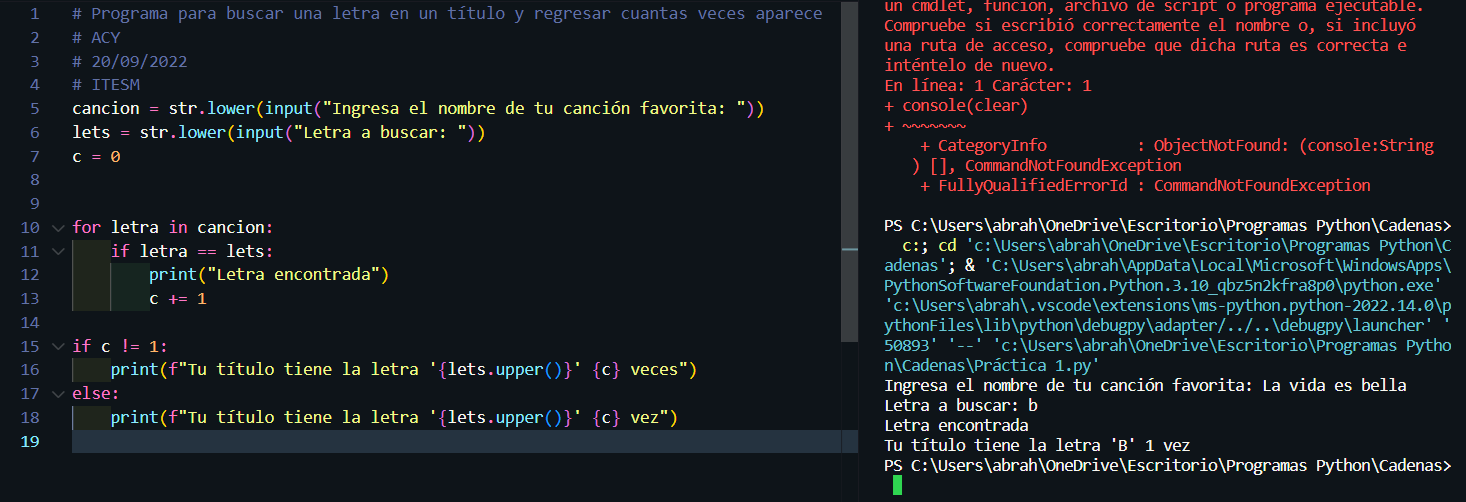 1 # Programa para buscar una letra en un título y regresar cuantas veces aparece
2 # ACY
3 # 20/09/2022
4 # ITESM
5 cancion = str.lower(input("Ingresa el nombre de tu canción favorita: "))
6 lets = str.lower(input("Letra a buscar: "))
7 c = 0
8
9
10 for letra in cancion:
11     if letra == lets:
12         print("Letra encontrada")
13         c += 1
14
15 if c != 1:
16     print(f"Tu título tiene la letra '{lets.upper()}' {c} veces")
17 else:
18     print(f"Tu título tiene la letra '{lets.upper()}' {c} vez")
19
un cmdlet, función, archivo de script o programa ejecutable.
Compruebe si escribió correctamente el nombre o, si incluyó
una ruta de acceso, compruebe que dicha ruta es correcta e
inténtelo de nuevo.
En línea: 1 Carácter: 1
+ console(clear)
+ ~~~~~~~
    + CategoryInfo          : ObjectNotFound: (console:String
   ) [], CommandNotFoundException
    + FullyQualifiedErrorId : CommandNotFoundException

PS C:\Users\abrah\OneDrive\Escritorio\Programas Python\Cadenas>
  c:; cd 'c:\Users\abrah\OneDrive\Escritorio\Programas Python\C
adenas'; & 'C:\Users\abrah\AppData\Local\Microsoft\WindowsApps\
PythonSoftwareFoundation.Python.3.10_qbz5n2kfra8p0\python.exe'
'c:\Users\abrah\.vscode\extensions\ms-python.python-2022.14.0\p
ythonFiles\lib\python\debugpy\adapter/../..\debugpy\launcher' '
50893' '--' 'c:\Users\abrah\OneDrive\Escritorio\Programas Pytho
n\Cadenas\Práctica 1.py'
Ingresa el nombre de tu canción favorita: La vida es bella
Letra a buscar: b
Letra encontrada
Tu título tiene la letra 'B' 1 vez
PS C:\Users\abrah\OneDrive\Escritorio\Programas Python\Cadenas>